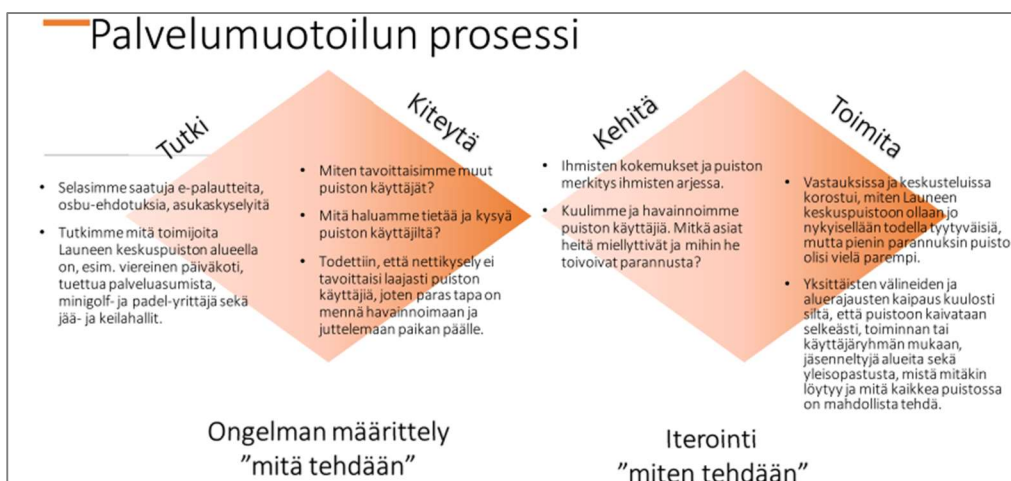 Palvelumuotoilun prosessi
Tutki
• Selasimme saatuja e-palautteita,
osbu-ehdotuksia, asukaskyselyitä
• Tutkimme mitä toimijoita
Launeen keskuspuiston alueella
on, esim. viereinen päiväkoti,
tuettua palveluasumista,
minigolf- ja padel-yrittäjä sekä
jää- ja keilahallit.
Kiteytä
• Miten tavoittaisimme muut
puiston käyttäjät?
• Mitä haluamme tietää ja kysyä
puiston käyttäjiltä?
• Todettiin, että nettikysely ei
tavoittaisi laajasti puiston
käyttäjiä, joten paras tapa on
mennä havainnoimaan ja
juttelemaan paikan päälle.
Ongelman määrittely
”mitä tehdään”
Kehitä
• Ihmisten kokemukset ja puiston
merkitys ihmisten arjessa.
• Kuulimme ja havainnoimme
puiston käyttäjiä. Mitkä asiat
heitä miellyttivät ja mihin he
toivoivat parannusta?
Toimita
• Vastauksissa ja keskusteluissa
korostui, miten Launeen
keskuspuistoon ollaan jo
nykyisellään todella tyytyväisiä,
mutta pienin parannuksin puisto
olisi vielä parempi.
• Yksittäisten välineiden ja
aluerajausten kaipaus kuulosti
siltä, että puistoon kaivataan
selkeästi, toiminnan tai
käyttäjäryhmän mukaan,
jäsenneltyjä alueita sekä
yleisopastusta, mistä mitäkin
löytyy ja mitä kaikkea puistossa
on mahdollista tehdä.
Iterointi
”miten tehdään”